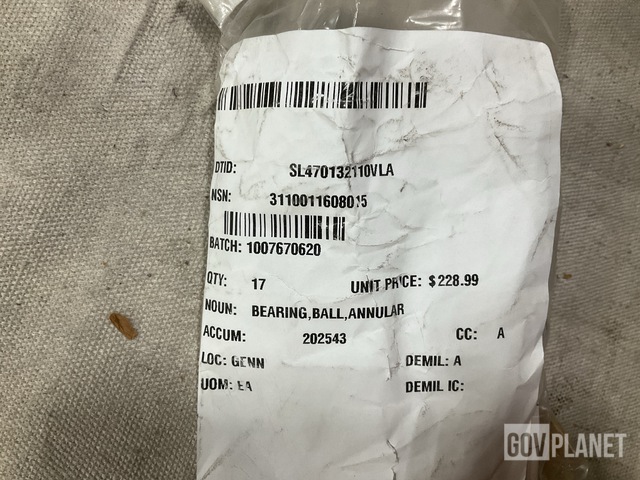 DTID: SL470132110VLA
NSN: 3110011608015
BATCH: 1007670620
QTY: 17 UNIT PRICE: $228.99
NOUN: BEARING,BALL,ANNULAR
ACCUM: 202543 CC: A
LOC: GENN DEMIL: A
UOM: EA DEMIL IC:
GOVPLANET